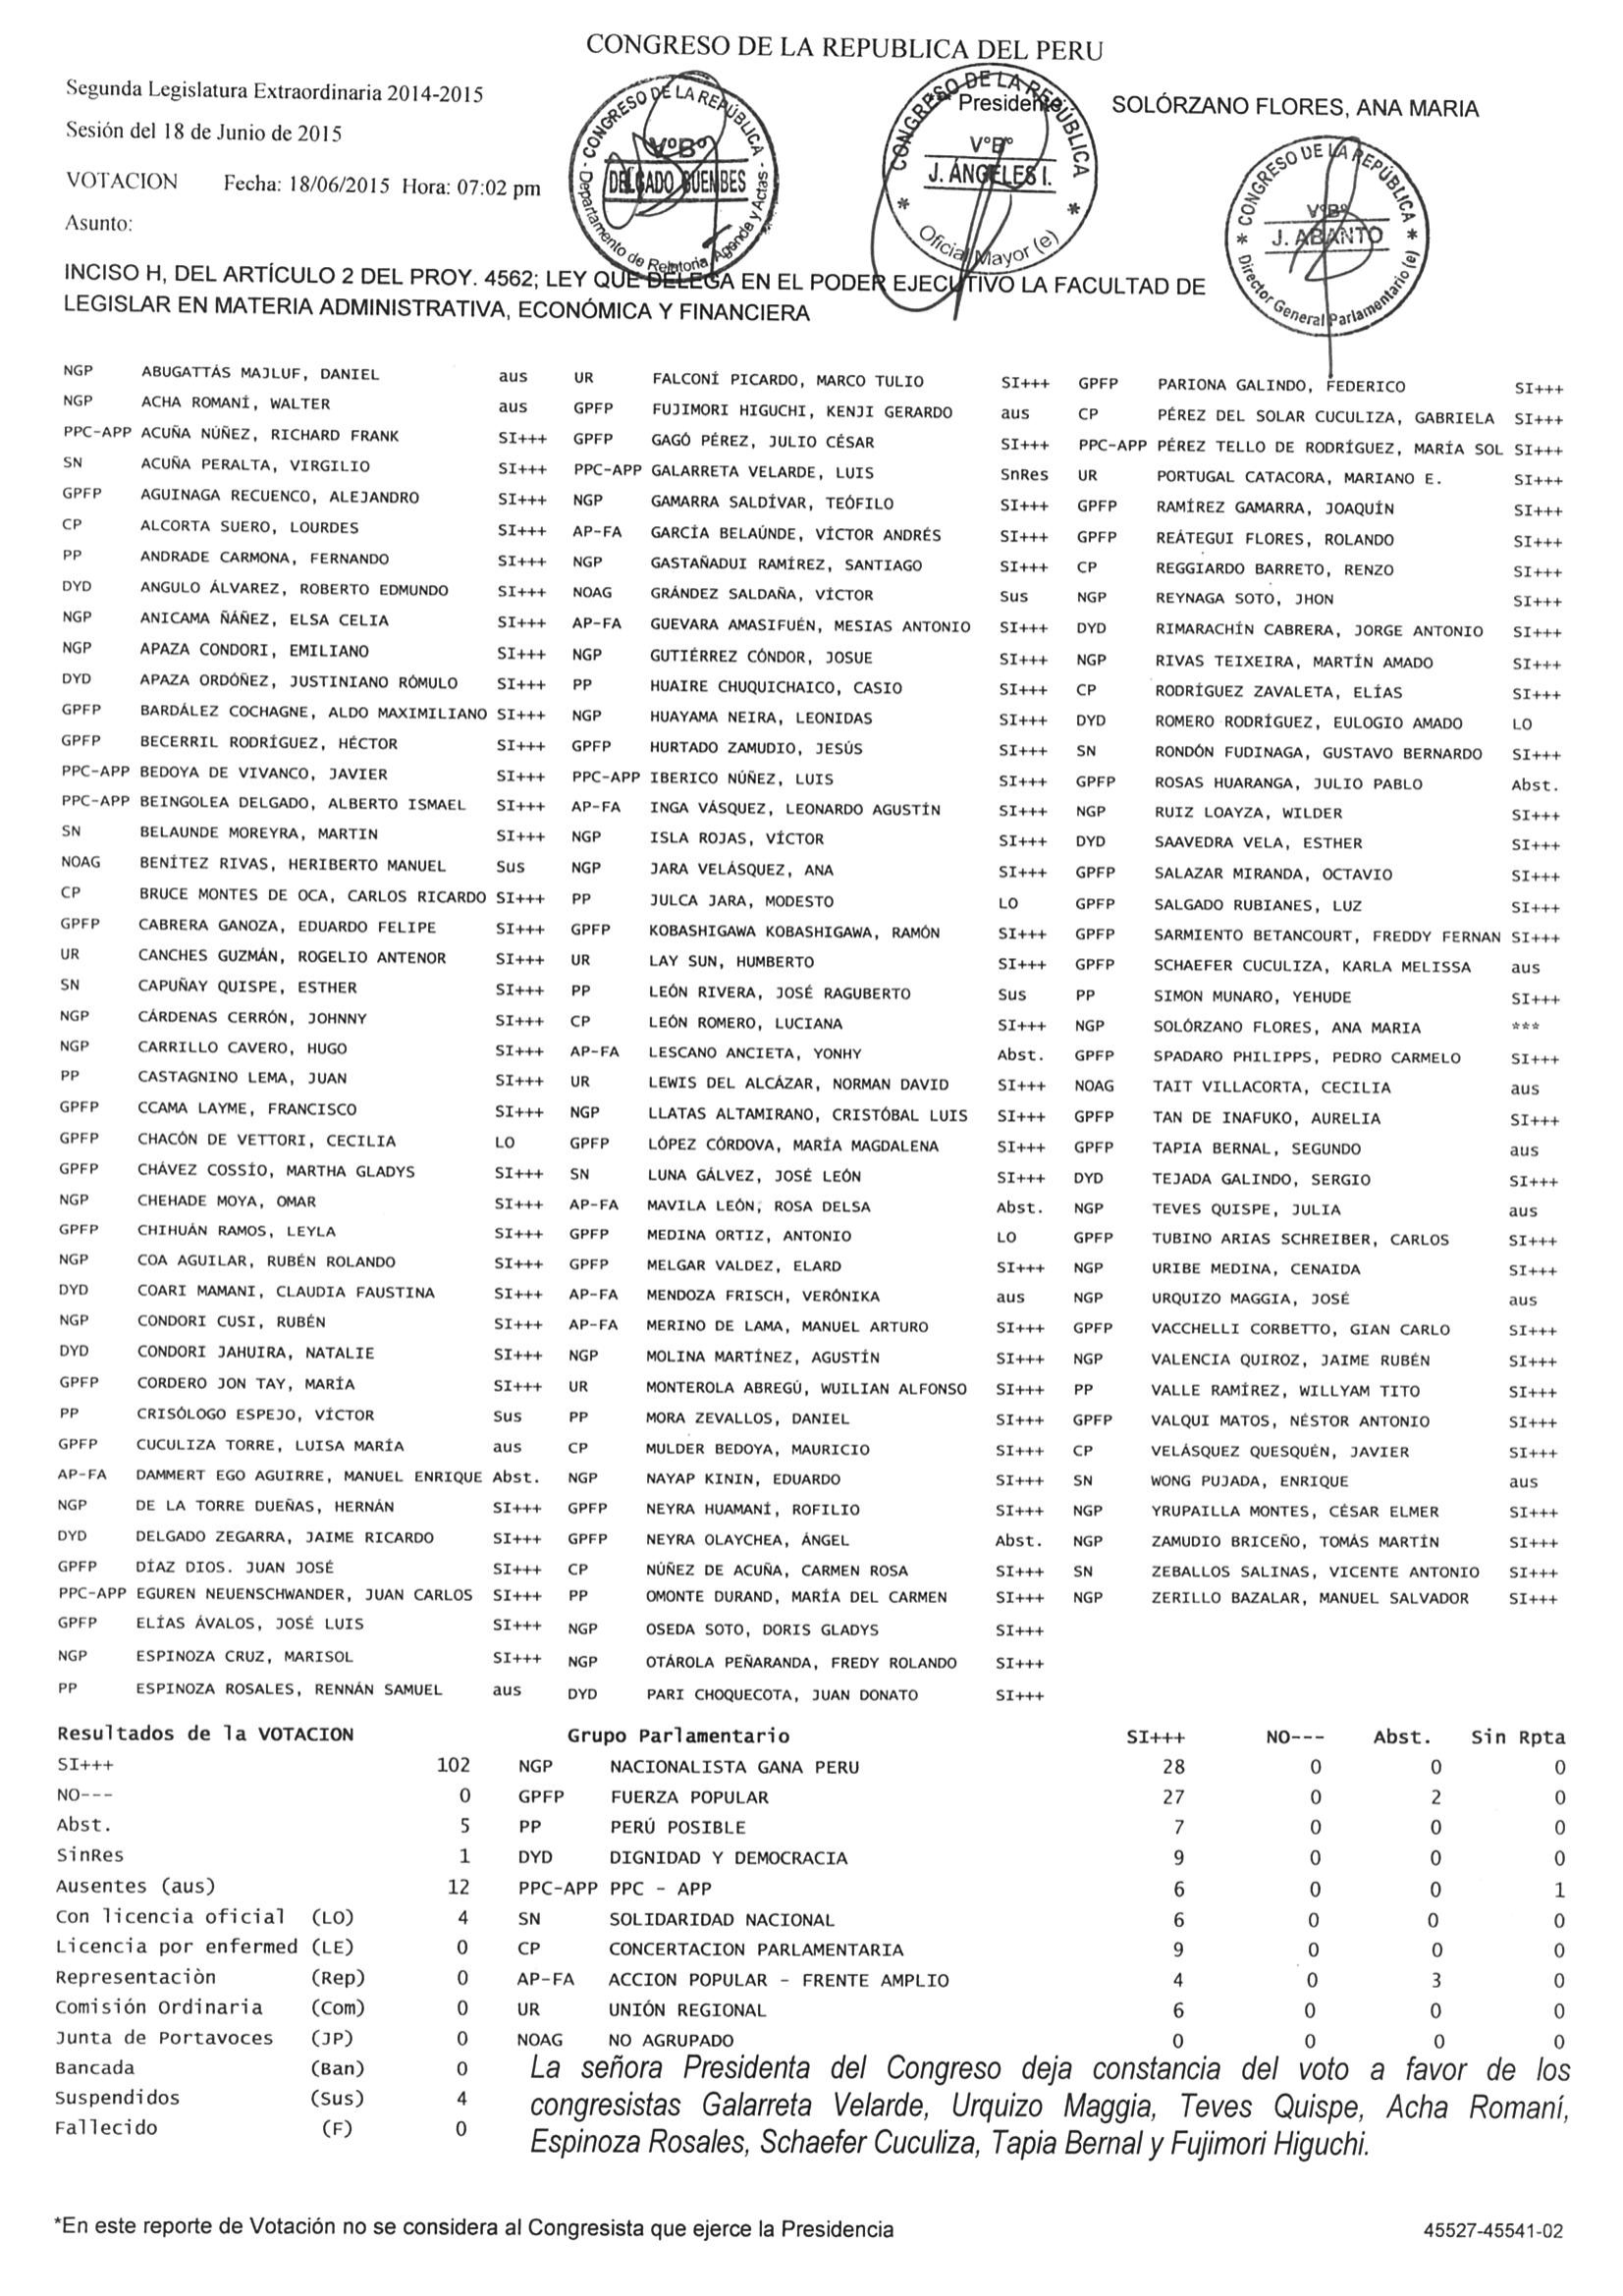 CONGRESO DE LA REPUBLICA DEL PERU
Segunda Legislatura Extraordinaria 2014-2015
Presidente SOLÓRZANO FLORES, ANA MARIA
Sesión del 18 de Junio de 2015
VOTACION Fecha: 18/06/2015 Hora: 07:02 pm
Asunto:
CONGRESO DE LA REPÚBLICA
V°B°
DELGADO GUEMBES
Departamento de Relatoria, Agenda y Actas
CONGRESO DE LA REPÚBLICA
V°B°
J. ÁNGELES I.
Oficial Mayor (e)
CONGRESO DE LA REPÚBLICA
V°B°
J. ABANTO
Director General Parlamentario (e)
INCISO H, DEL ARTÍCULO 2 DEL PROY. 4562; LEY QUE DELEGA EN EL PODER EJECUTIVO LA FACULTAD DE
LEGISLAR EN MATERIA ADMINISTRATIVA, ECONÓMICA Y FINANCIERA
NGP ABUGATTÁS MAJLUF, DANIEL aus UR FALCONÍ PICARDO, MARCO TULIO SI+++ GPFP PARIONA GALINDO, FEDERICO SI+++
NGP ACHA ROMANÍ, WALTER aus GPFP FUJIMORI HIGUCHI, KENJI GERARDO aus CP PÉREZ DEL SOLAR CUCULIZA, GABRIELA SI+++
PPC-APP ACUÑA NÚÑEZ, RICHARD FRANK SI+++ GPFP GAGÓ PÉREZ, JULIO CÉSAR SI+++ PPC-APP PÉREZ TELLO DE RODRÍGUEZ, MARÍA SOL SI+++
SN ACUÑA PERALTA, VIRGILIO SI+++ PPC-APP GALARRETA VELARDE, LUIS SnRes UR PORTUGAL CATACORA, MARIANO E. SI+++
GPFP AGUINAGA RECUENCO, ALEJANDRO SI+++ NGP GAMARRA SALDÍVAR, TEÓFILO SI+++ GPFP RAMÍREZ GAMARRA, JOAQUÍN SI+++
CP ALCORTA SUERO, LOURDES SI+++ AP-FA GARCÍA BELAÚNDE, VÍCTOR ANDRÉS SI+++ GPFP REÁTEGUI FLORES, ROLANDO SI+++
PP ANDRADE CARMONA, FERNANDO SI+++ NGP GASTAÑADUI RAMÍREZ, SANTIAGO SI+++ CP REGGIARDO BARRETO, RENZO SI+++
DYD ANGULO ÁLVAREZ, ROBERTO EDMUNDO SI+++ NOAG GRÁNDEZ SALDAÑA, VÍCTOR Sus NGP REYNAGA SOTO, JHON SI+++
NGP ANICAMA ÑÁÑEZ, ELSA CELIA SI+++ AP-FA GUEVARA AMASIFUÉN, MESIAS ANTONIO SI+++ DYD RIMARACHÍN CABRERA, JORGE ANTONIO SI+++
NGP APAZA CONDORI, EMILIANO SI+++ NGP GUTIÉRREZ CÓNDOR, JOSUE SI+++ NGP RIVAS TEIXEIRA, MARTÍN AMADO SI+++
DYD APAZA ORDÓÑEZ, JUSTINIANO RÓMULO SI+++ PP HUAIRE CHUQUICHAICO, CASIO SI+++ CP RODRÍGUEZ ZAVALETA, ELÍAS SI+++
GPFP BARDÁLEZ COCHAGNE, ALDO MAXIMILIANO SI+++ NGP HUAYAMA NEIRA, LEONIDAS SI+++ DYD ROMERO RODRÍGUEZ, EULOGIO AMADO LO
GPFP BECERRIL RODRÍGUEZ, HÉCTOR SI+++ GPFP HURTADO ZAMUDIO, JESÚS SI+++ SN RONDÓN FUDINAGA, GUSTAVO BERNARDO SI+++
PPC-APP BEDOYA DE VIVANCO, JAVIER SI+++ PPC-APP IBERICO NÚÑEZ, LUIS SI+++ GPFP ROSAS HUARANGA, JULIO PABLO Abst.
PPC-APP BEINGOLEA DELGADO, ALBERTO ISMAEL SI+++ AP-FA INGA VÁSQUEZ, LEONARDO AGUSTÍN SI+++ NGP RUIZ LOAYZA, WILDER SI+++
SN BELAUNDE MOREYRA, MARTIN SI+++ NGP ISLA ROJAS, VÍCTOR SI+++ DYD SAAVEDRA VELA, ESTHER SI+++
NOAG BENÍTEZ RIVAS, HERIBERTO MANUEL Sus NGP JARA VELÁSQUEZ, ANA SI+++ GPFP SALAZAR MIRANDA, OCTAVIO SI+++
CP BRUCE MONTES DE OCA, CARLOS RICARDO SI+++ PP JULCA JARA, MODESTO LO GPFP SALGADO RUBIANES, LUZ SI+++
GPFP CABRERA GANOZA, EDUARDO FELIPE SI+++ GPFP KOBASHIGAWA KOBASHIGAWA, RAMÓN SI+++ GPFP SARMIENTO BETANCOURT, FREDDY FERNAN SI+++
UR CANCHES GUZMÁN, ROGELIO ANTENOR SI+++ UR LAY SUN, HUMBERTO SI+++ GPFP SCHAEFER CUCULIZA, KARLA MELISSA aus
SN CAPUÑAY QUISPE, ESTHER SI+++ PP LEÓN RIVERA, JOSÉ RAGUBERTO Sus PP SIMON MUNARO, YEHUDE SI+++
NGP CÁRDENAS CERRÓN, JOHNNY SI+++ CP LEÓN ROMERO, LUCIANA SI+++ NGP SOLÓRZANO FLORES, ANA MARIA ***
NGP CARRILLO CAVERO, HUGO SI+++ AP-FA LESCANO ANCIETA, YONHY Abst. GPFP SPADARO PHILIPPS, PEDRO CARMELO SI+++
PP CASTAGNINO LEMA, JUAN SI+++ UR LEWIS DEL ALCÁZAR, NORMAN DAVID SI+++ NOAG TAIT VILLACORTA, CECILIA aus
GPFP CCAMA LAYME, FRANCISCO SI+++ NGP LLATAS ALTAMIRANO, CRISTÓBAL LUIS SI+++ GPFP TAN DE INAFUKO, AURELIA SI+++
GPFP CHACÓN DE VETTORI, CECILIA LO GPFP LÓPEZ CÓRDOVA, MARÍA MAGDALENA SI+++ GPFP TAPIA BERNAL, SEGUNDO aus
GPFP CHÁVEZ COSSÍO, MARTHA GLADYS SI+++ SN LUNA GÁLVEZ, JOSÉ LEÓN SI+++ DYD TEJADA GALINDO, SERGIO SI+++
NGP CHEHADE MOYA, OMAR SI+++ AP-FA MAVILA LEÓN, ROSA DELSA Abst. NGP TEVES QUISPE, JULIA aus
GPFP CHIHUÁN RAMOS, LEYLA SI+++ GPFP MEDINA ORTIZ, ANTONIO LO GPFP TUBINO ARIAS SCHREIBER, CARLOS SI+++
NGP COA AGUILAR, RUBÉN ROLANDO SI+++ GPFP MELGAR VALDEZ, ELARD SI+++ NGP URIBE MEDINA, CENAIDA SI+++
DYD COARI MAMANI, CLAUDIA FAUSTINA SI+++ AP-FA MENDOZA FRISCH, VERÓNIKA aus NGP URQUIZO MAGGIA, JOSÉ aus
NGP CONDORI CUSI, RUBÉN SI+++ AP-FA MERINO DE LAMA, MANUEL ARTURO SI+++ GPFP VACCHELLI CORBETTO, GIAN CARLO SI+++
DYD CONDORI JAHUIRA, NATALIE SI+++ NGP MOLINA MARTÍNEZ, AGUSTÍN SI+++ NGP VALENCIA QUIROZ, JAIME RUBÉN SI+++
GPFP CORDERO JON TAY, MARÍA SI+++ UR MONTEROLA ABREGÚ, WUILIAN ALFONSO SI+++ PP VALLE RAMÍREZ, WILLYAM TITO SI+++
PP CRISÓLOGO ESPEJO, VÍCTOR Sus PP MORA ZEVALLOS, DANIEL SI+++ GPFP VALQUI MATOS, NÉSTOR ANTONIO SI+++
GPFP CUCULIZA TORRE, LUISA MARÍA aus CP MULDER BEDOYA, MAURICIO SI+++ CP VELÁSQUEZ QUESQUÉN, JAVIER SI+++
AP-FA DAMMERT EGO AGUIRRE, MANUEL ENRIQUE Abst. NGP NAYAP KININ, EDUARDO SI+++ SN WONG PUJADA, ENRIQUE aus
NGP DE LA TORRE DUEÑAS, HERNÁN SI+++ GPFP NEYRA HUAMANÍ, ROFILIO SI+++ NGP YRUPAILLA MONTES, CÉSAR ELMER SI+++
DYD DELGADO ZEGARRA, JAIME RICARDO SI+++ GPFP NEYRA OLAYCHEA, ÁNGEL Abst. NGP ZAMUDIO BRICEÑO, TOMÁS MARTÍN SI+++
GPFP DÍAZ DIOS. JUAN JOSÉ SI+++ CP NÚÑEZ DE ACUÑA, CARMEN ROSA SI+++ SN ZEBALLOS SALINAS, VICENTE ANTONIO SI+++
PPC-APP EGUREN NEUENSCHWANDER, JUAN CARLOS SI+++ PP OMONTE DURAND, MARÍA DEL CARMEN SI+++ NGP ZERILLO BAZALAR, MANUEL SALVADOR SI+++
GPFP ELÍAS ÁVALOS, JOSÉ LUIS SI+++ NGP OSEDA SOTO, DORIS GLADYS SI+++
NGP ESPINOZA CRUZ, MARISOL SI+++ NGP OTÁROLA PEÑARANDA, FREDY ROLANDO SI+++
PP ESPINOZA ROSALES, RENNÁN SAMUEL aus DYD PARI CHOQUECOTA, JUAN DONATO SI+++
Resultados de la VOTACION Grupo Parlamentario SI+++ NO--- Abst. Sin Rpta
SI+++ 102 NGP NACIONALISTA GANA PERU 28 0 0 0
NO--- 0 GPFP FUERZA POPULAR 27 0 2 0
Abst. 5 PP PERÚ POSIBLE 7 0 0 0
SinRes 1 DYD DIGNIDAD Y DEMOCRACIA 9 0 0 0
Ausentes (aus) 12 PPC-APP PPC - APP 6 0 0 1
Con licencia oficial (LO) 4 SN SOLIDARIDAD NACIONAL 6 0 0 0
Licencia por enfermed (LE) 0 CP CONCERTACION PARLAMENTARIA 9 0 0 0
Representaciòn (Rep) 0 AP-FA ACCION POPULAR - FRENTE AMPLIO 4 0 3 0
Comisión Ordinaria (Com) 0 UR UNIÓN REGIONAL 6 0 0 0
Junta de Portavoces (JP) 0 NOAG NO AGRUPADO 0 0 0 0
Bancada (Ban) 0
Suspendidos (Sus) 4
Fallecido (F) 0
La señora Presidenta del Congreso deja constancia del voto a favor de los
congresistas Galarreta Velarde, Urquizo Maggia, Teves Quispe, Acha Romaní,
Espinoza Rosales, Schaefer Cuculiza, Tapia Bernal y Fujimori Higuchi.
*En este reporte de Votación no se considera al Congresista que ejerce la Presidencia
45527-45541-02